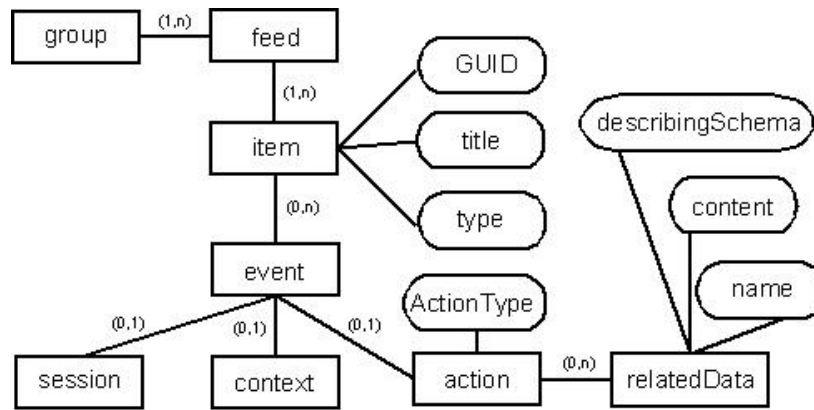 group
(1,n)
feed
(1,n)
GUID
describingSchema
item
title
content
(0,n)
type
event
name
ActionType
(0,1)
(0,1)
(0,1)
session
context
action
(0,n)
relatedData